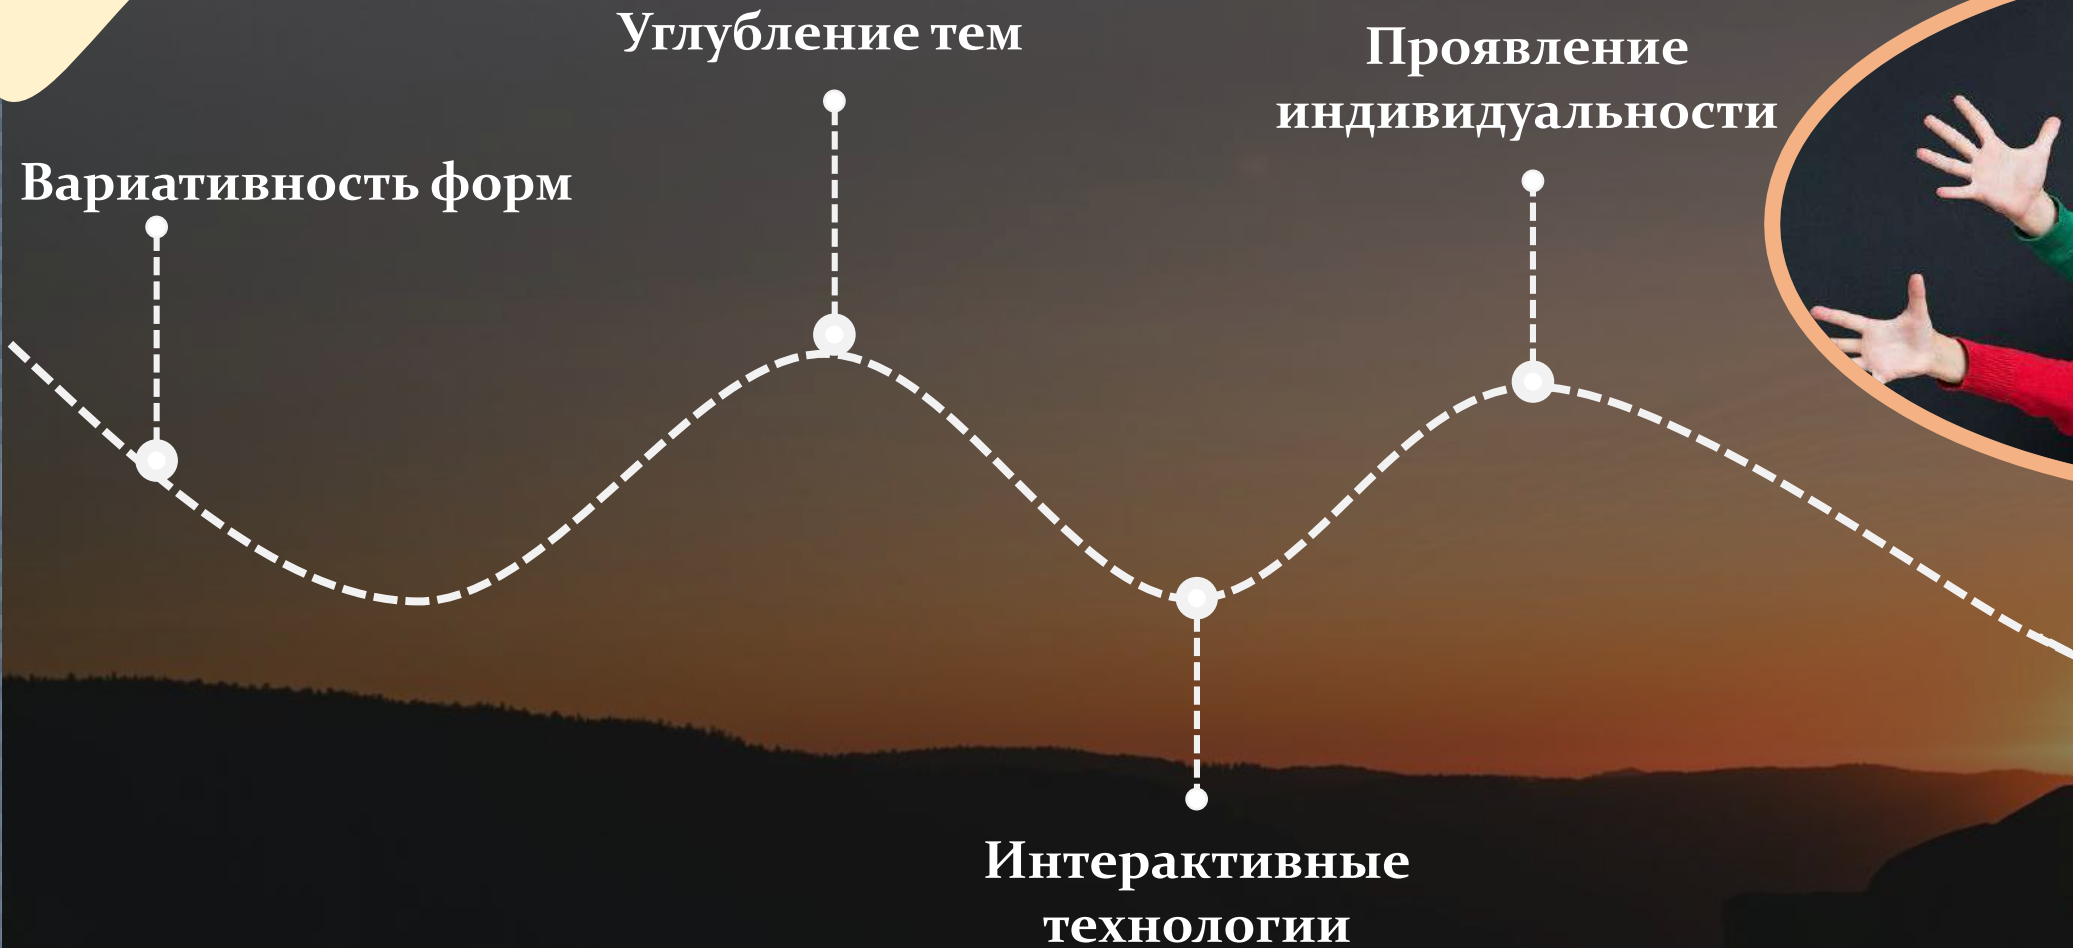 Углубление тем
Проявление
индивидуальности
Вариативность форм
Интерактивные
технологии